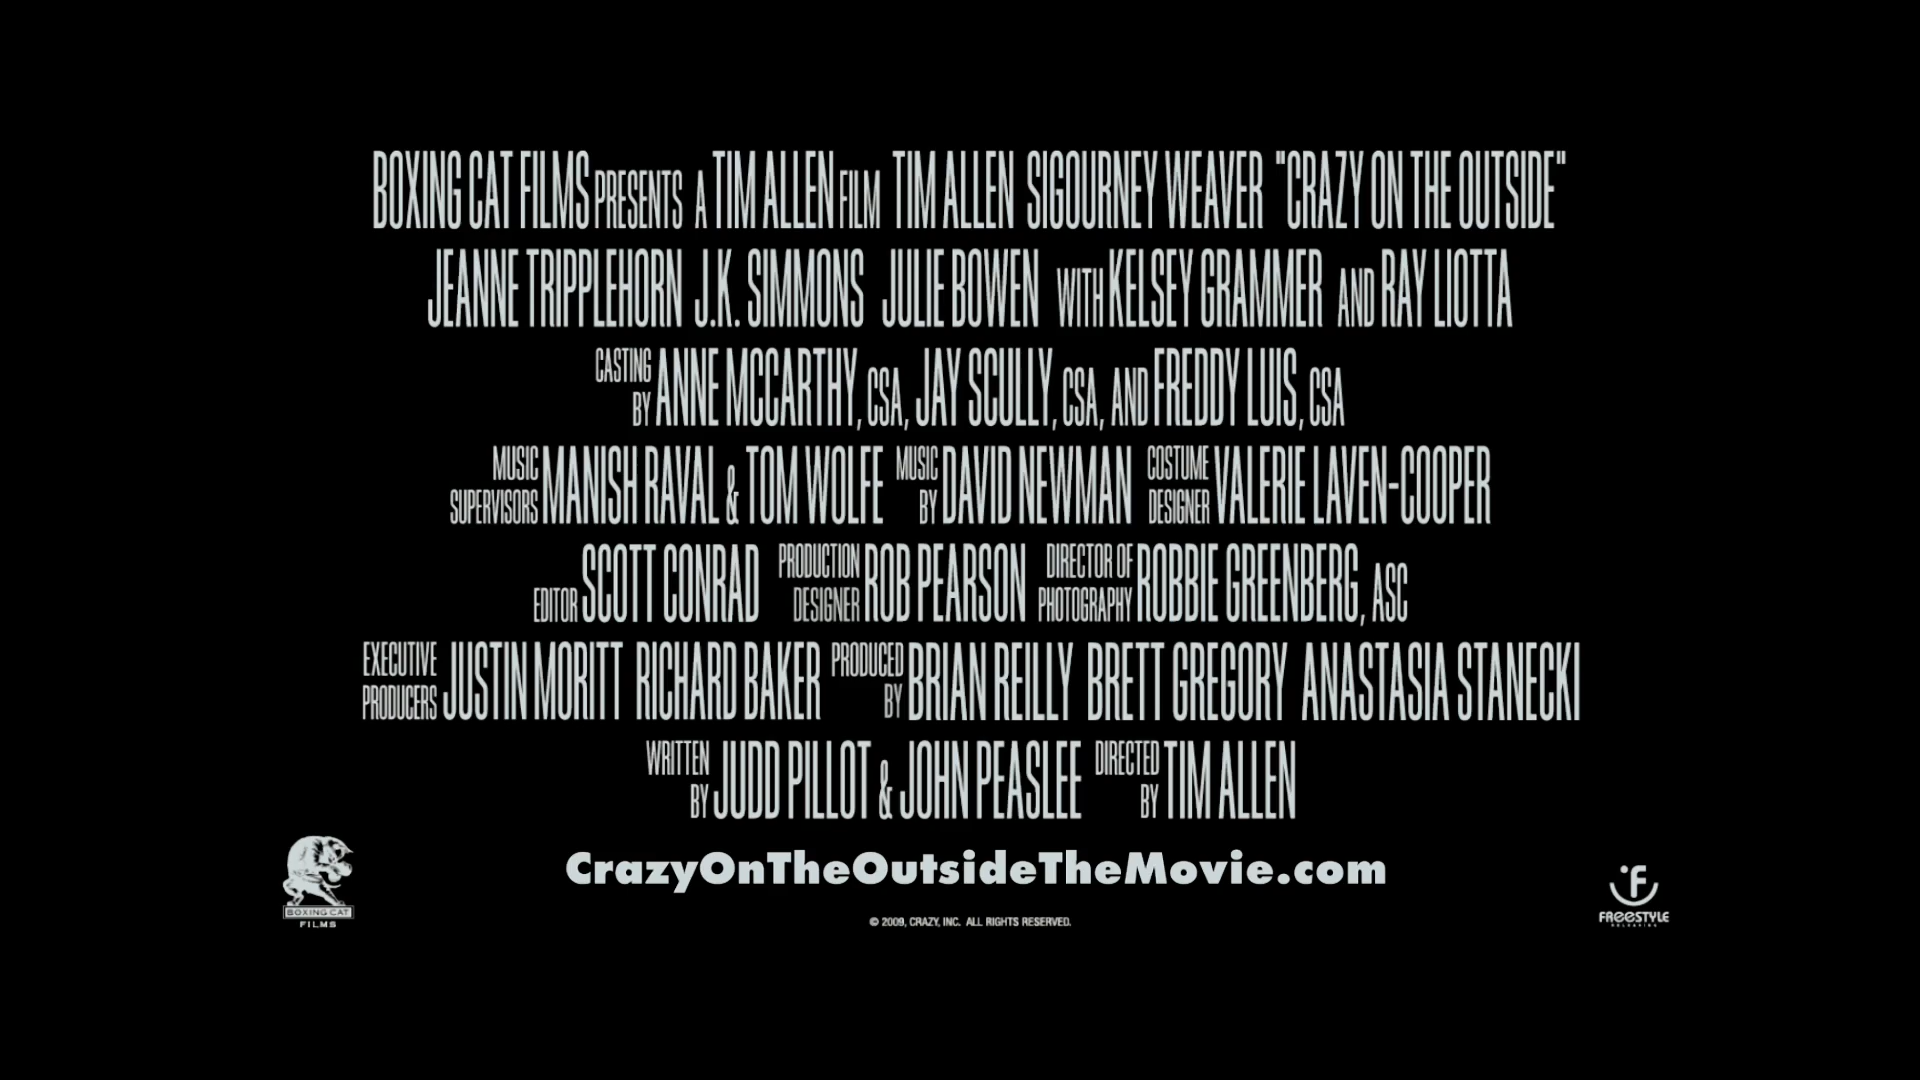 BOXING CAT FILMS PRESENTS A TIM ALLEN FILM TIM ALLEN SIGOURNEY WEAVER "CRAZY ON THE OUTSIDE"
JEANNE TRIPPLEHORN J.K. SIMMONS JULIE BOWEN WITH KELSEY GRAMMER AND RAY LIOTTA
CASTING BY ANNE MCCARTHY, CSA, JAY SCULLY, CSA, AND FREDDY LUIS, CSA
MUSIC SUPERVISORS MANISH RAVAL & TOM WOLFE MUSIC BY DAVID NEWMAN COSTUME DESIGNER VALERIE LAVEN-COOPER
EDITOR SCOTT CONRAD PRODUCTION DESIGNER ROB PEARSON DIRECTOR OF PHOTOGRAPHY ROBBIE GREENBERG, ASC
EXECUTIVE PRODUCERS JUSTIN MORITT RICHARD BAKER PRODUCED BY BRIAN REILLY BRETT GREGORY ANASTASIA STANECKI
WRITTEN BY JUDD PILLOT & JOHN PEASLEE DIRECTED BY TIM ALLEN
CrazyOnTheOutsideTheMovie.com
© 2009, CRAZY, INC. ALL RIGHTS RESERVED.
BOXING CAT
FILMS
FREESTYLE
RELEASING